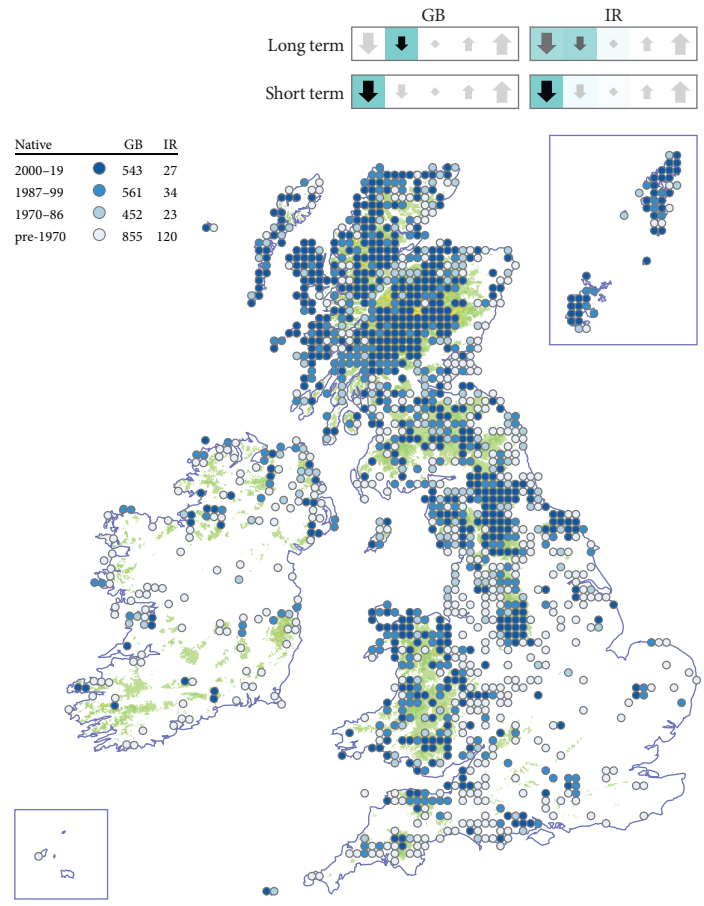 GB IR
Long term
Short term
Native GB IR
2000–19 543 27
1987–99 561 34
1970–86 452 23
pre-1970 855 120